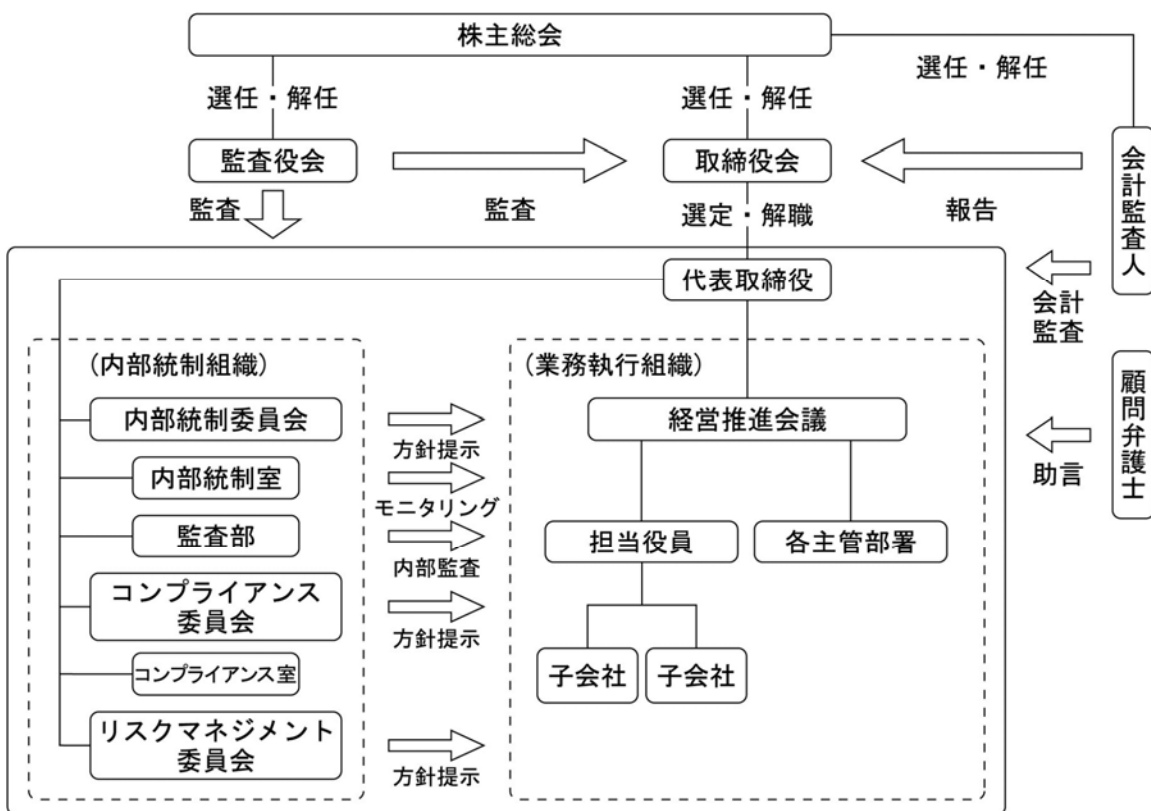 株主総会
選任・解任
選任・解任
選任・解任
監査役会
取締役会
会計監査人
監査
監査
選定・解職
報告
代表取締役
会計
監査
(内部統制組織)
(業務執行組織)
顧問弁護士
内部統制委員会
方針提示
経営推進会議
助言
内部統制室
モニタリング
監査部
内部監査
担当役員
各主管部署
コンプライアンス
委員会
方針提示
コンプライアンス室
子会社
子会社
リスクマネジメント
委員会
方針提示